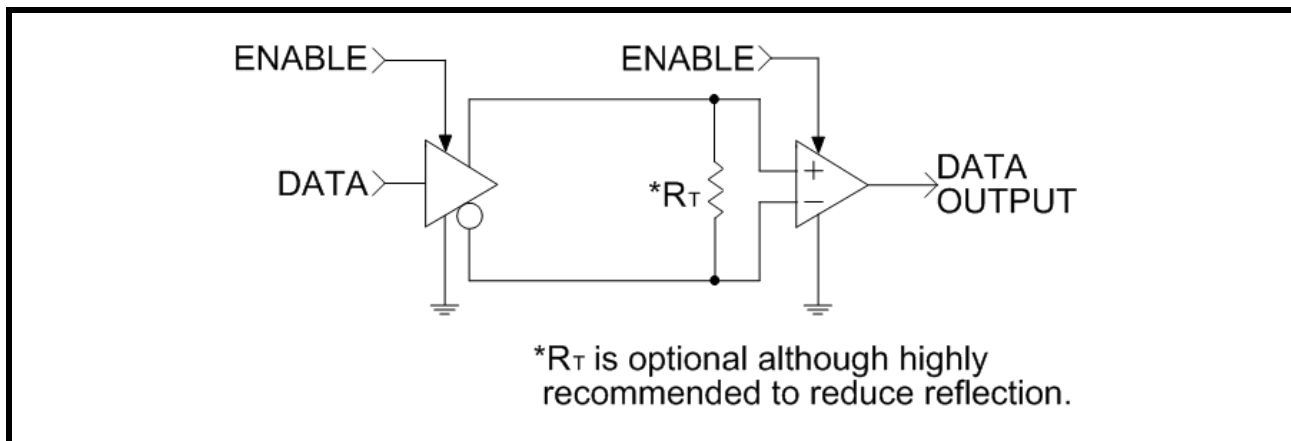 ENABLE
ENABLE
DATA
*RT
+
−
DATA
OUTPUT
*RT is optional although highly
recommended to reduce reflection.